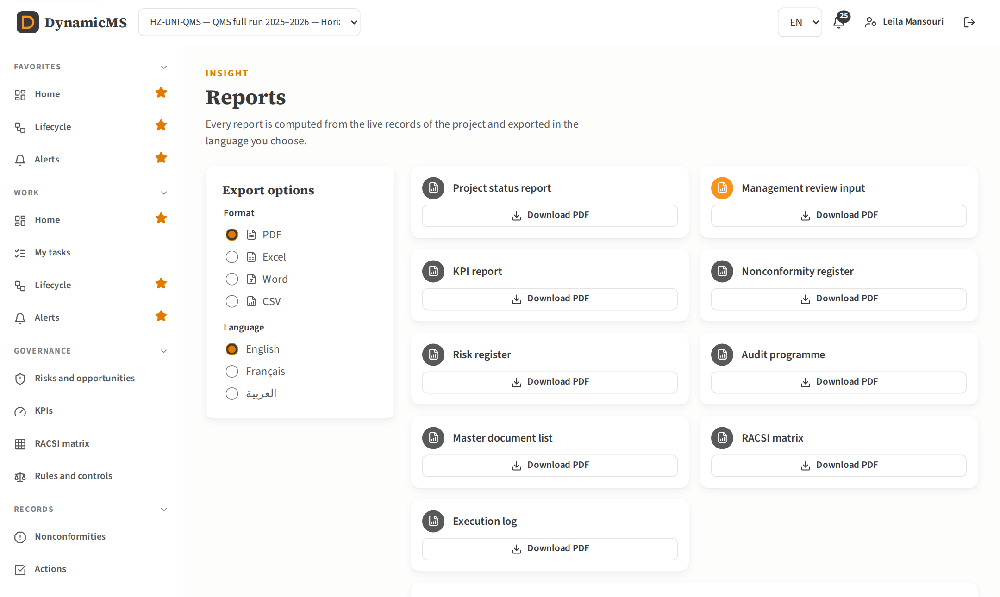 DynamicMS
HZ-UNI-QMS — QMS full run 2025–2026 — Horiz
EN
25
Leila Mansouri
FAVORITES
Home
Lifecycle
Alerts
WORK
Home
My tasks
Lifecycle
Alerts
GOVERNANCE
Risks and opportunities
KPIs
RACSI matrix
Rules and controls
RECORDS
Nonconformities
Actions
INSIGHT
Reports
Every report is computed from the live records of the project and exported in the
language you choose.
Export options
Format
PDF
Excel
Word
CSV
Language
English
Français
العربية
Project status report
Download PDF
Management review input
Download PDF
KPI report
Download PDF
Nonconformity register
Download PDF
Risk register
Download PDF
Audit programme
Download PDF
Master document list
Download PDF
RACSI matrix
Download PDF
Execution log
Download PDF